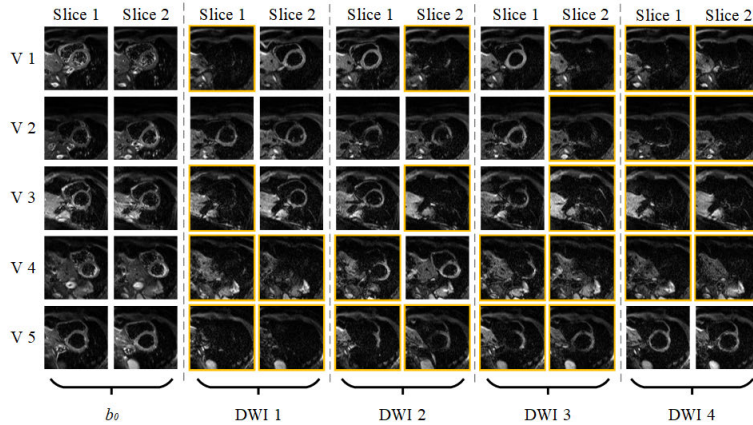 Slice 1 Slice 2 Slice 1 Slice 2 Slice 1 Slice 2 Slice 1 Slice 2 Slice 1 Slice 2
V 1
V 2
V 3
V 4
V 5
b₀ DWI 1 DWI 2 DWI 3 DWI 4